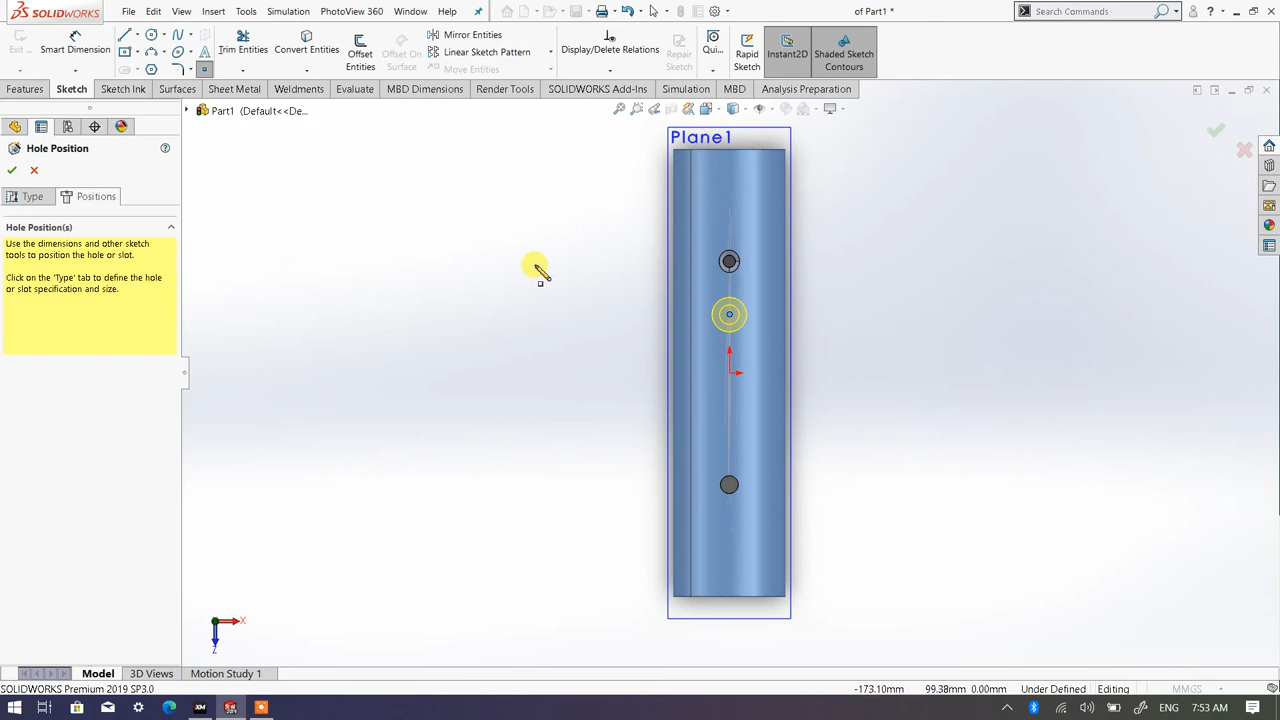 SOLIDWORKS File Edit View Insert Tools Simulation PhotoView 360 Window Help of Part1 * Search Commands
Exit ... Smart Dimension Trim Entities Convert Entities Offset Entities Offset On Surface Mirror Entities Linear Sketch Pattern Move Entities Display/Delete Relations Repair Sketch Qui... Rapid Sketch Instant2D Shaded Sketch Contours
Features Sketch Sketch Ink Surfaces Sheet Metal Weldments Evaluate MBD Dimensions Render Tools SOLIDWORKS Add-Ins Simulation MBD Analysis Preparation
Part1 (Default<<De...
Plane1
Hole Position
Type Positions
Hole Position(s)
Use the dimensions and other sketch
tools to position the hole or slot.
Click on the 'Type' tab to define the hole
or slot specification and size.
X
Z
Model 3D Views Motion Study 1
SOLIDWORKS Premium 2019 SP3.0 -173.10mm 99.38mm 0.00mm Under Defined Editing MMGS
ENG 7:53 AM